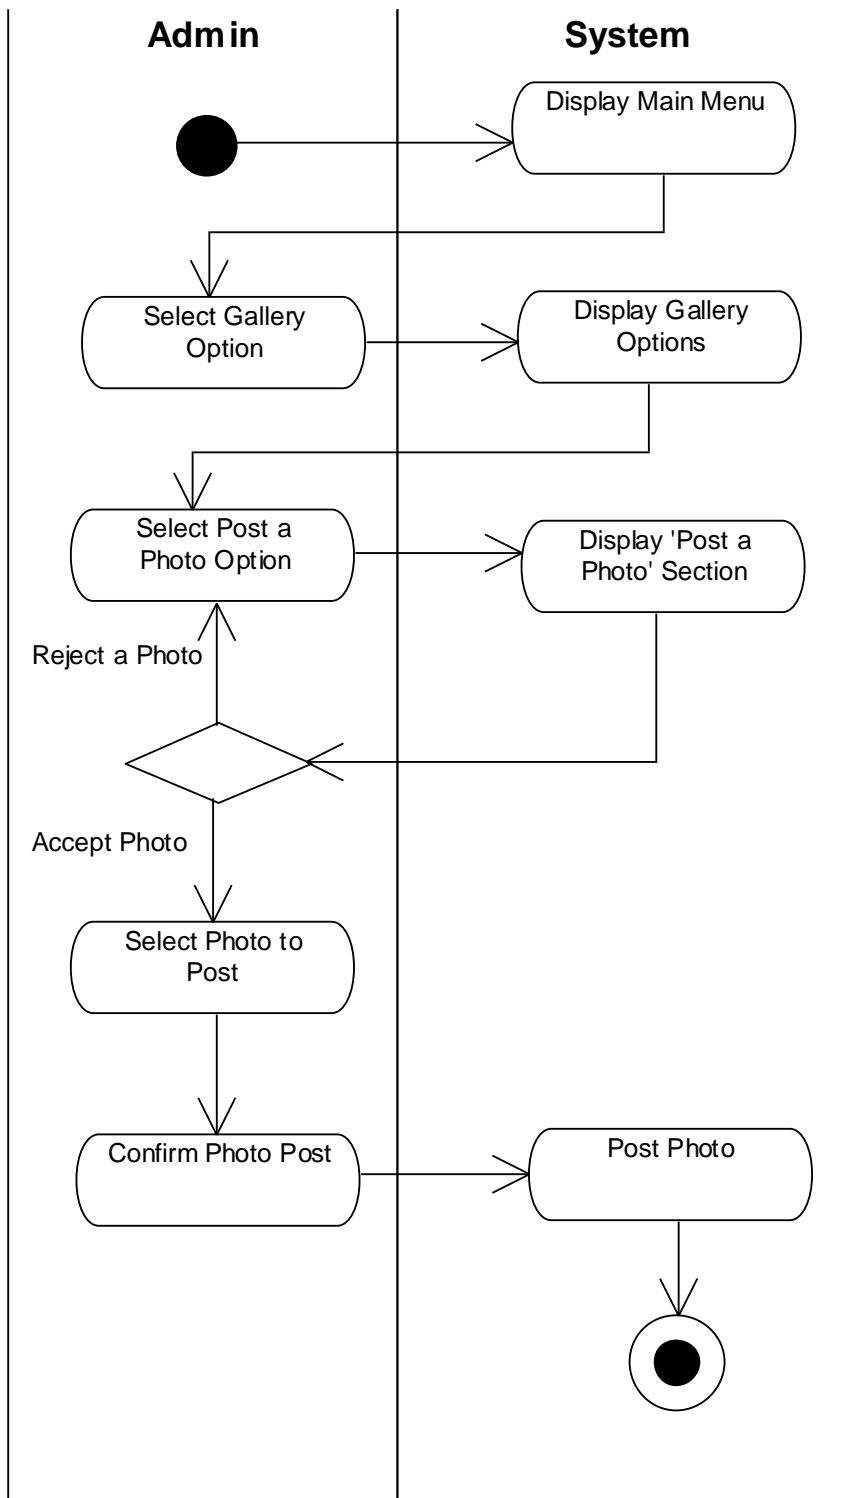 Admin
System
Display Main Menu
Select Gallery
Option
Display Gallery
Options
Select Post a
Photo Option
Display 'Post a
Photo' Section
Reject a Photo
Accept Photo
Select Photo to
Post
Confirm Photo Post
Post Photo